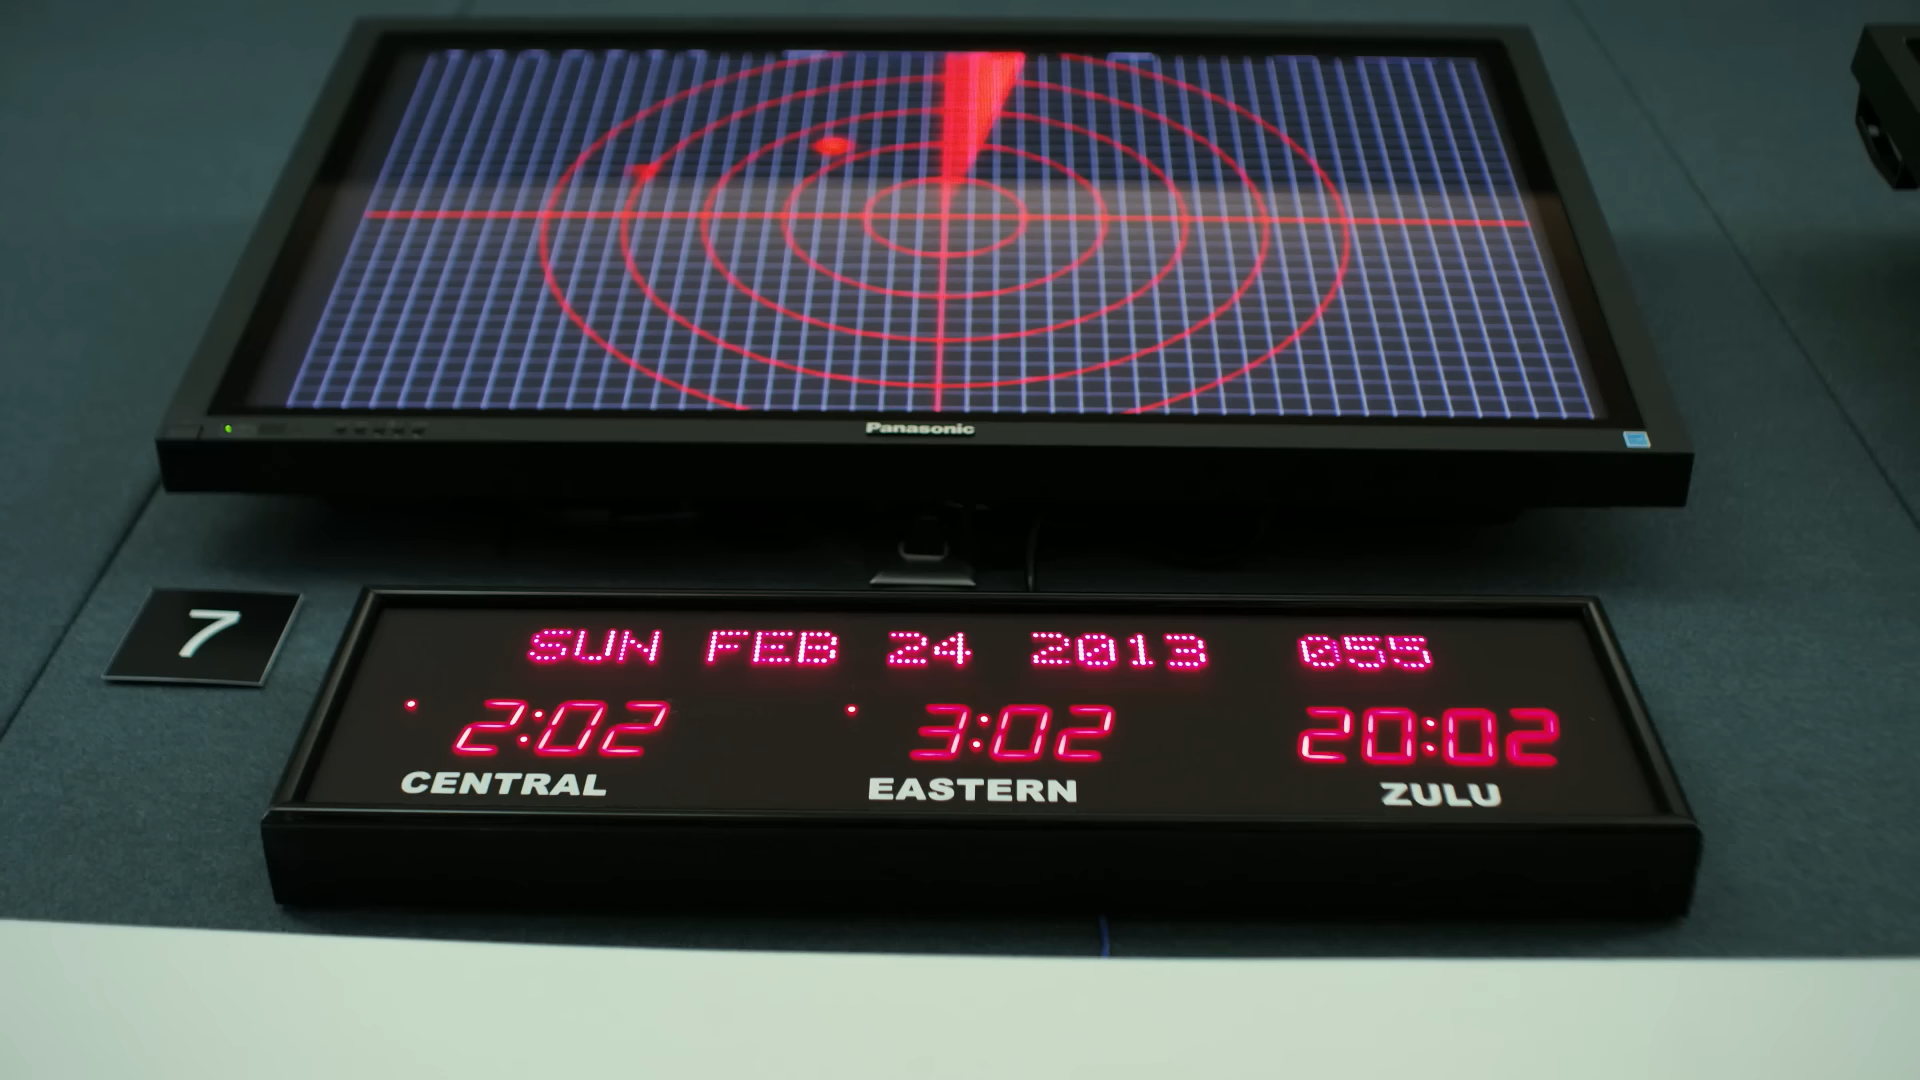 Panasonic
7
SUN FEB 24 2013 055
2:02 3:02 20:02
CENTRAL EASTERN ZULU